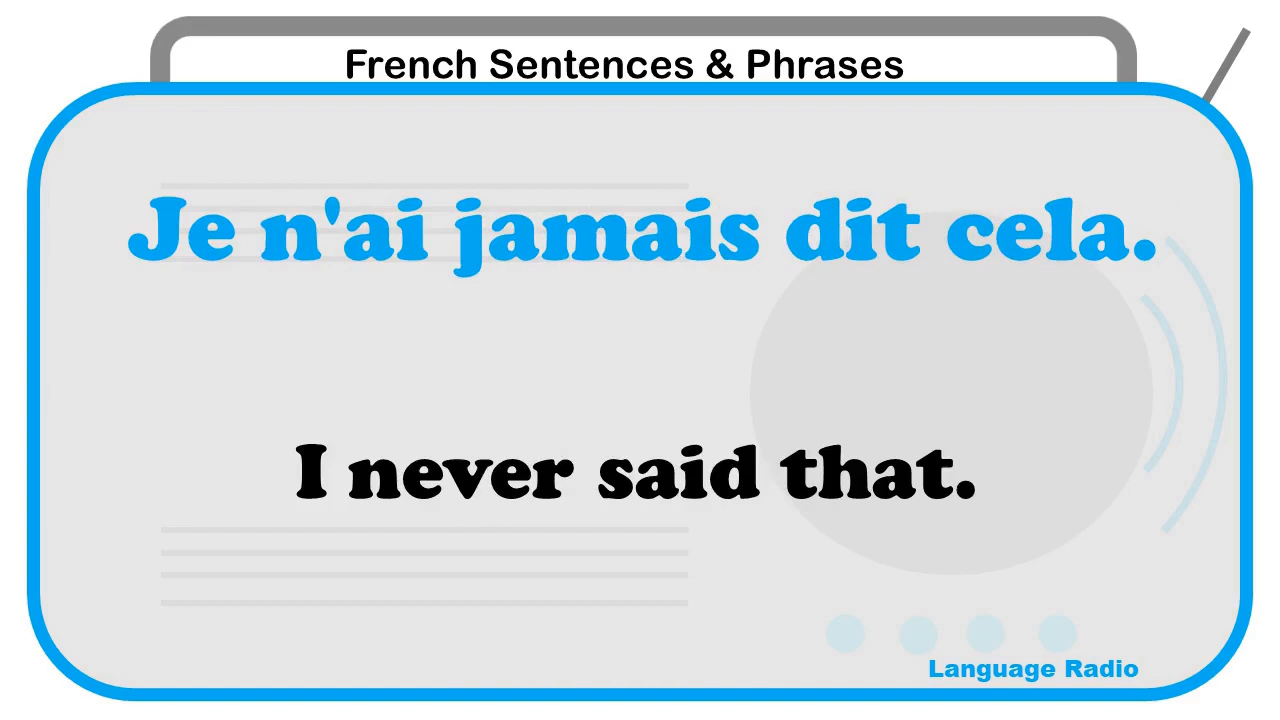 French Sentences & Phrases
Je n'ai jamais dit cela.
I never said that.
Language Radio